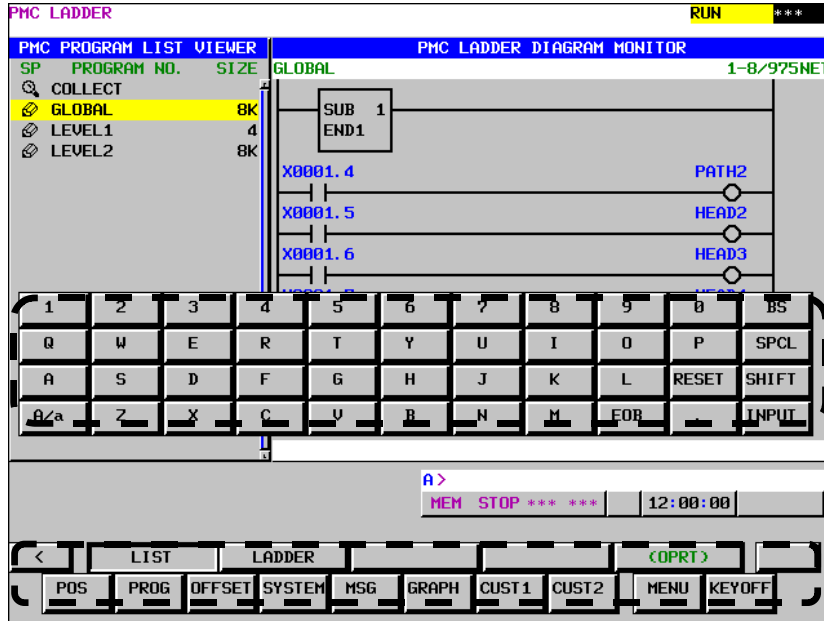 PMC LADDER RUN ***
PMC PROGRAM LIST VIEWER PMC LADDER DIAGRAM MONITOR
SP PROGRAM NO. SIZE GLOBAL 1-8/975NET
COLLECT
GLOBAL 8K
LEVEL1 4
LEVEL2 8K
SUB 1
END1
X0001.4 PATH2
X0001.5 HEAD2
X0001.6 HEAD3
1 2 3 4 5 6 7 8 9 0 BS
Q W E R T Y U I O P SPCL
A S D F G H J K L RESET SHIFT
A/a Z X C V B N M EOB . INPUT
A>
MEM STOP *** *** 12:00:00
< LIST LADDER (OPRT)
POS PROG OFFSET SYSTEM MSG GRAPH CUST1 CUST2 MENU KEYOFF